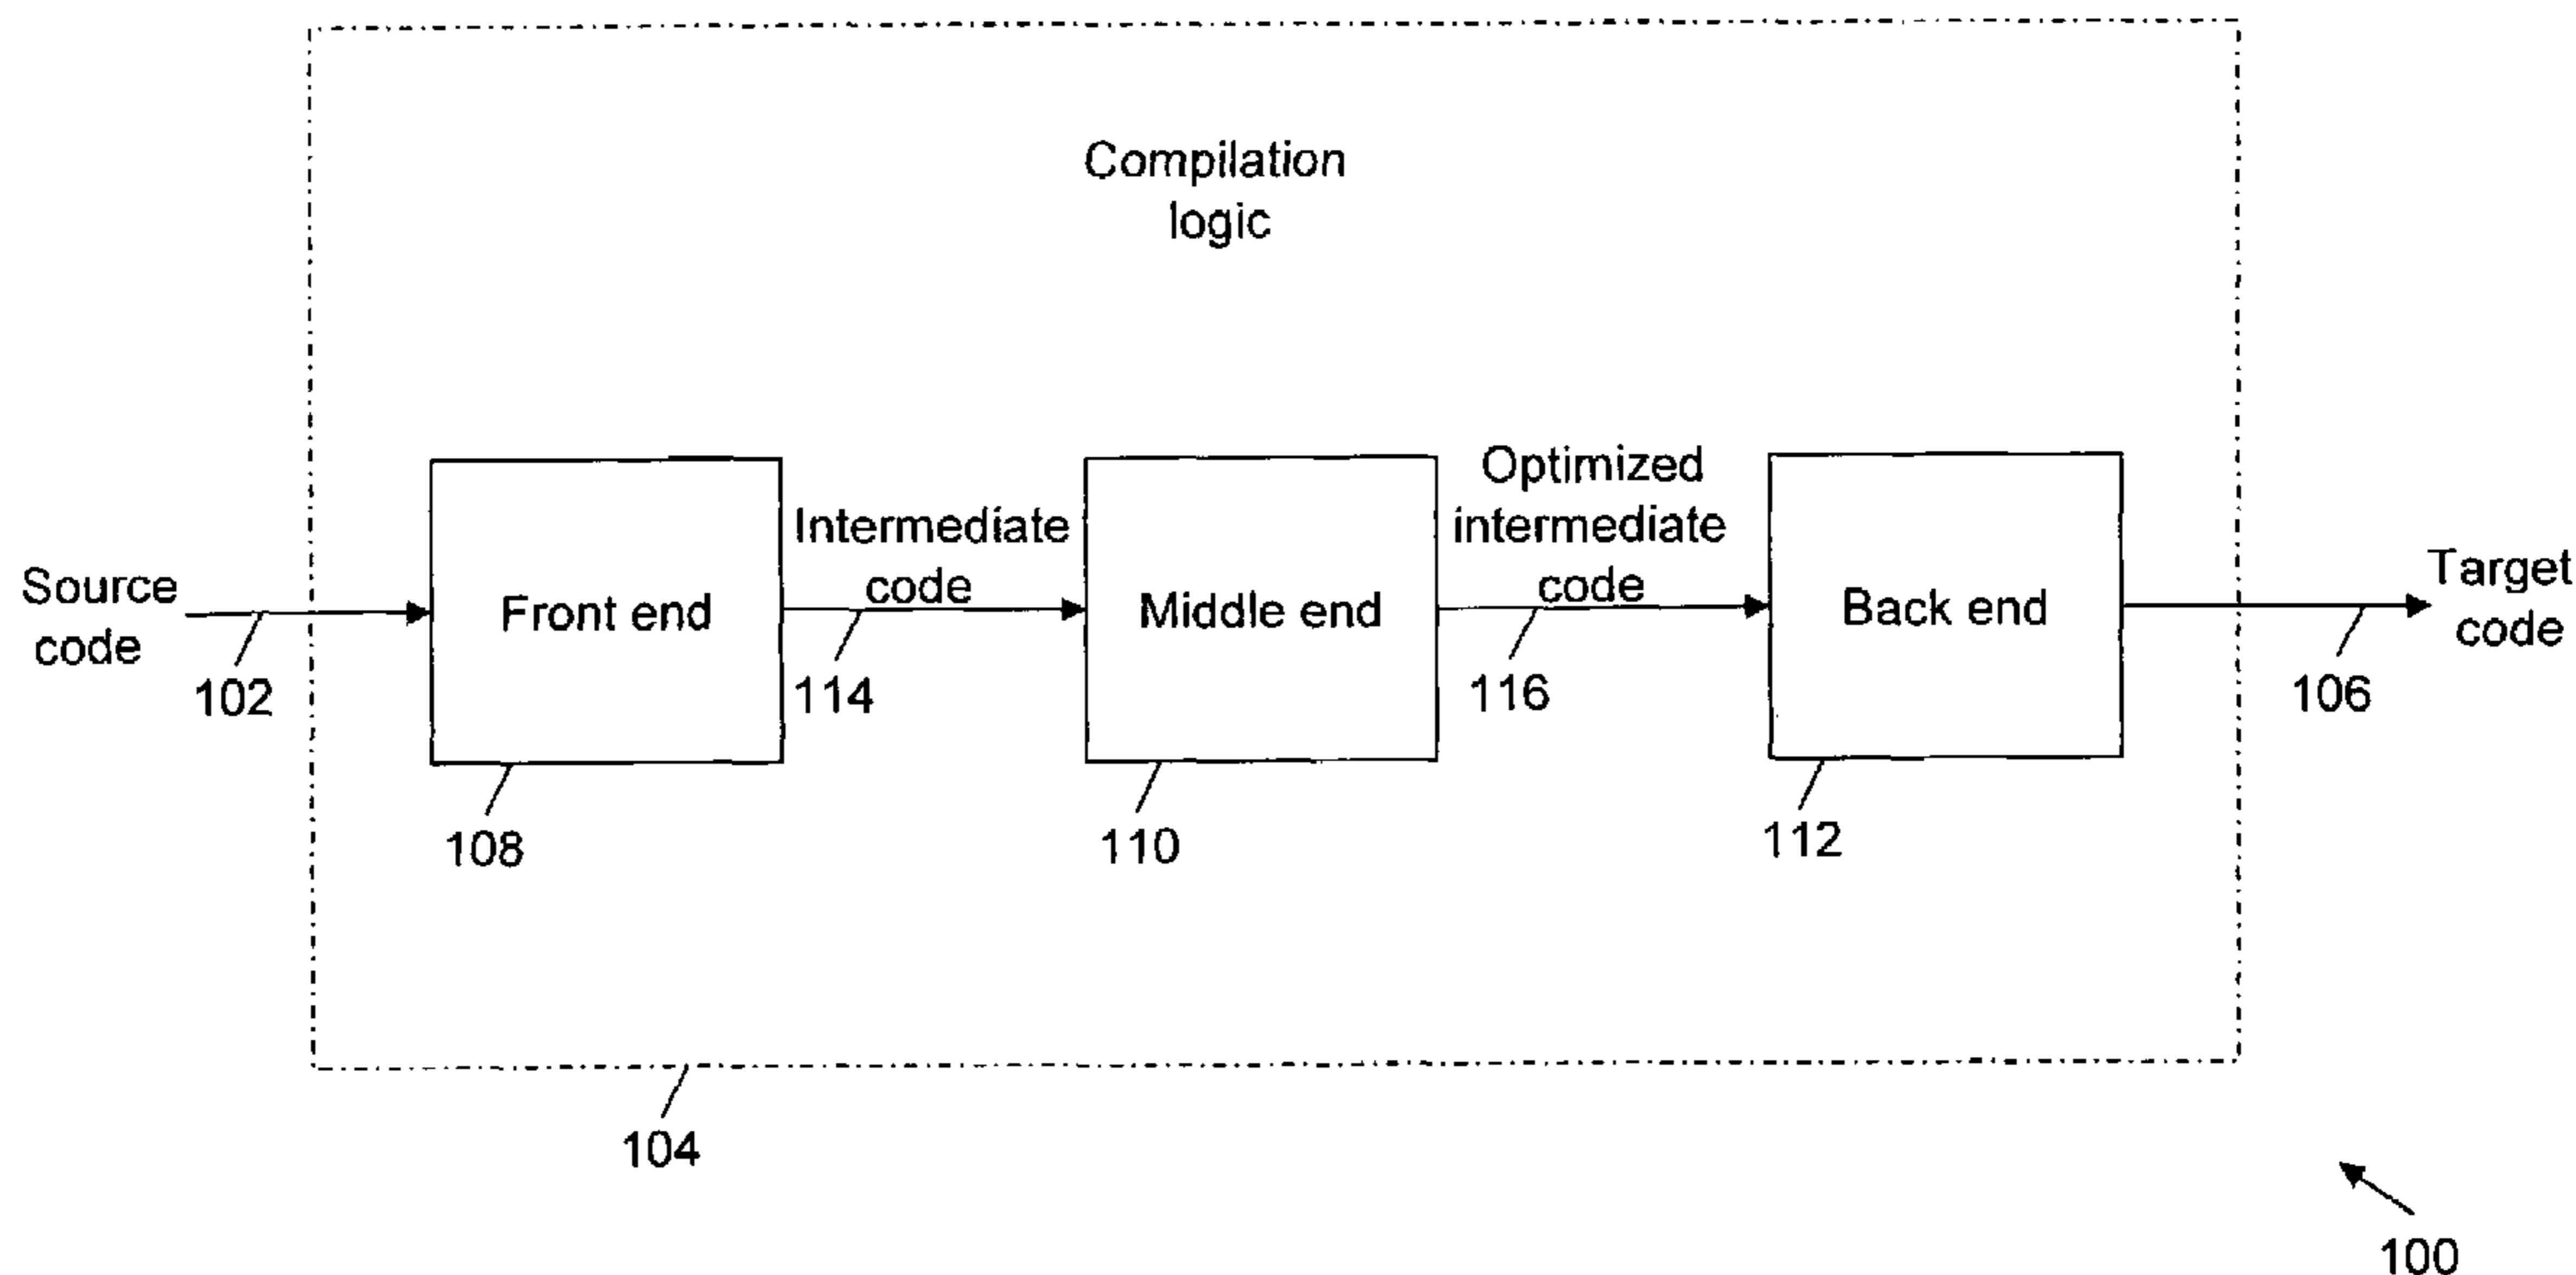 Compilation
logic
Source
code
102
Front end
108
Intermediate
code
114
Middle end
110
Optimized
intermediate
code
116
Back end
112
Target
code
106
104
100